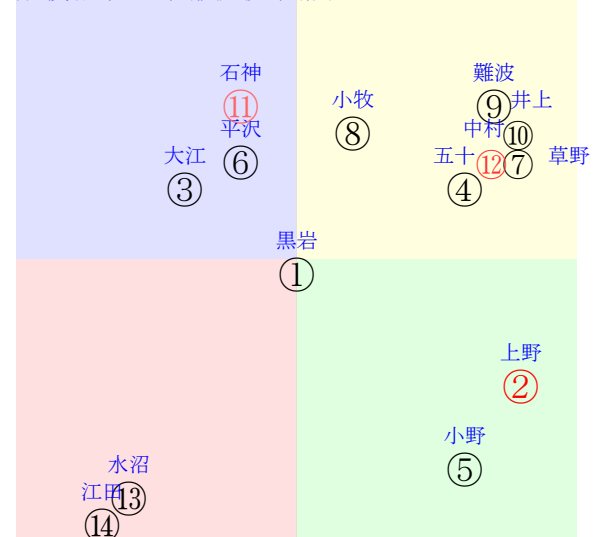 石神
⑪
難波
⑨
井上
小牧
⑧
平沢
⑥
中村
⑩
大江
③
五十
④
⑫
⑦
草野
黒岩
①
上野
②
小野
⑤
水沼
⑬
江田
⑭